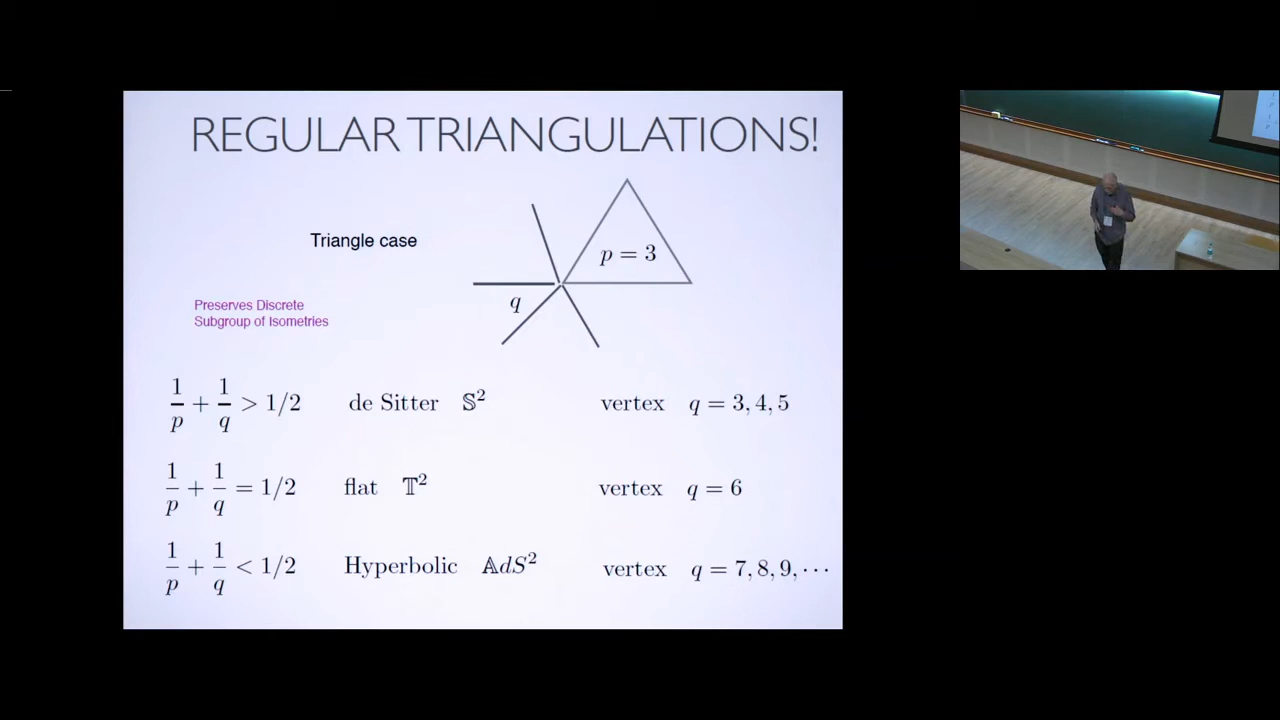 REGULAR TRIANGULATIONS!
Triangle case
p = 3
q
Preserves Discrete
Subgroup of Isometries
1/p + 1/q > 1/2 de Sitter 𝕊² vertex q = 3, 4, 5
1/p + 1/q = 1/2 flat 𝕋² vertex q = 6
1/p + 1/q < 1/2 Hyperbolic 𝔸dS² vertex q = 7, 8, 9, ⋯